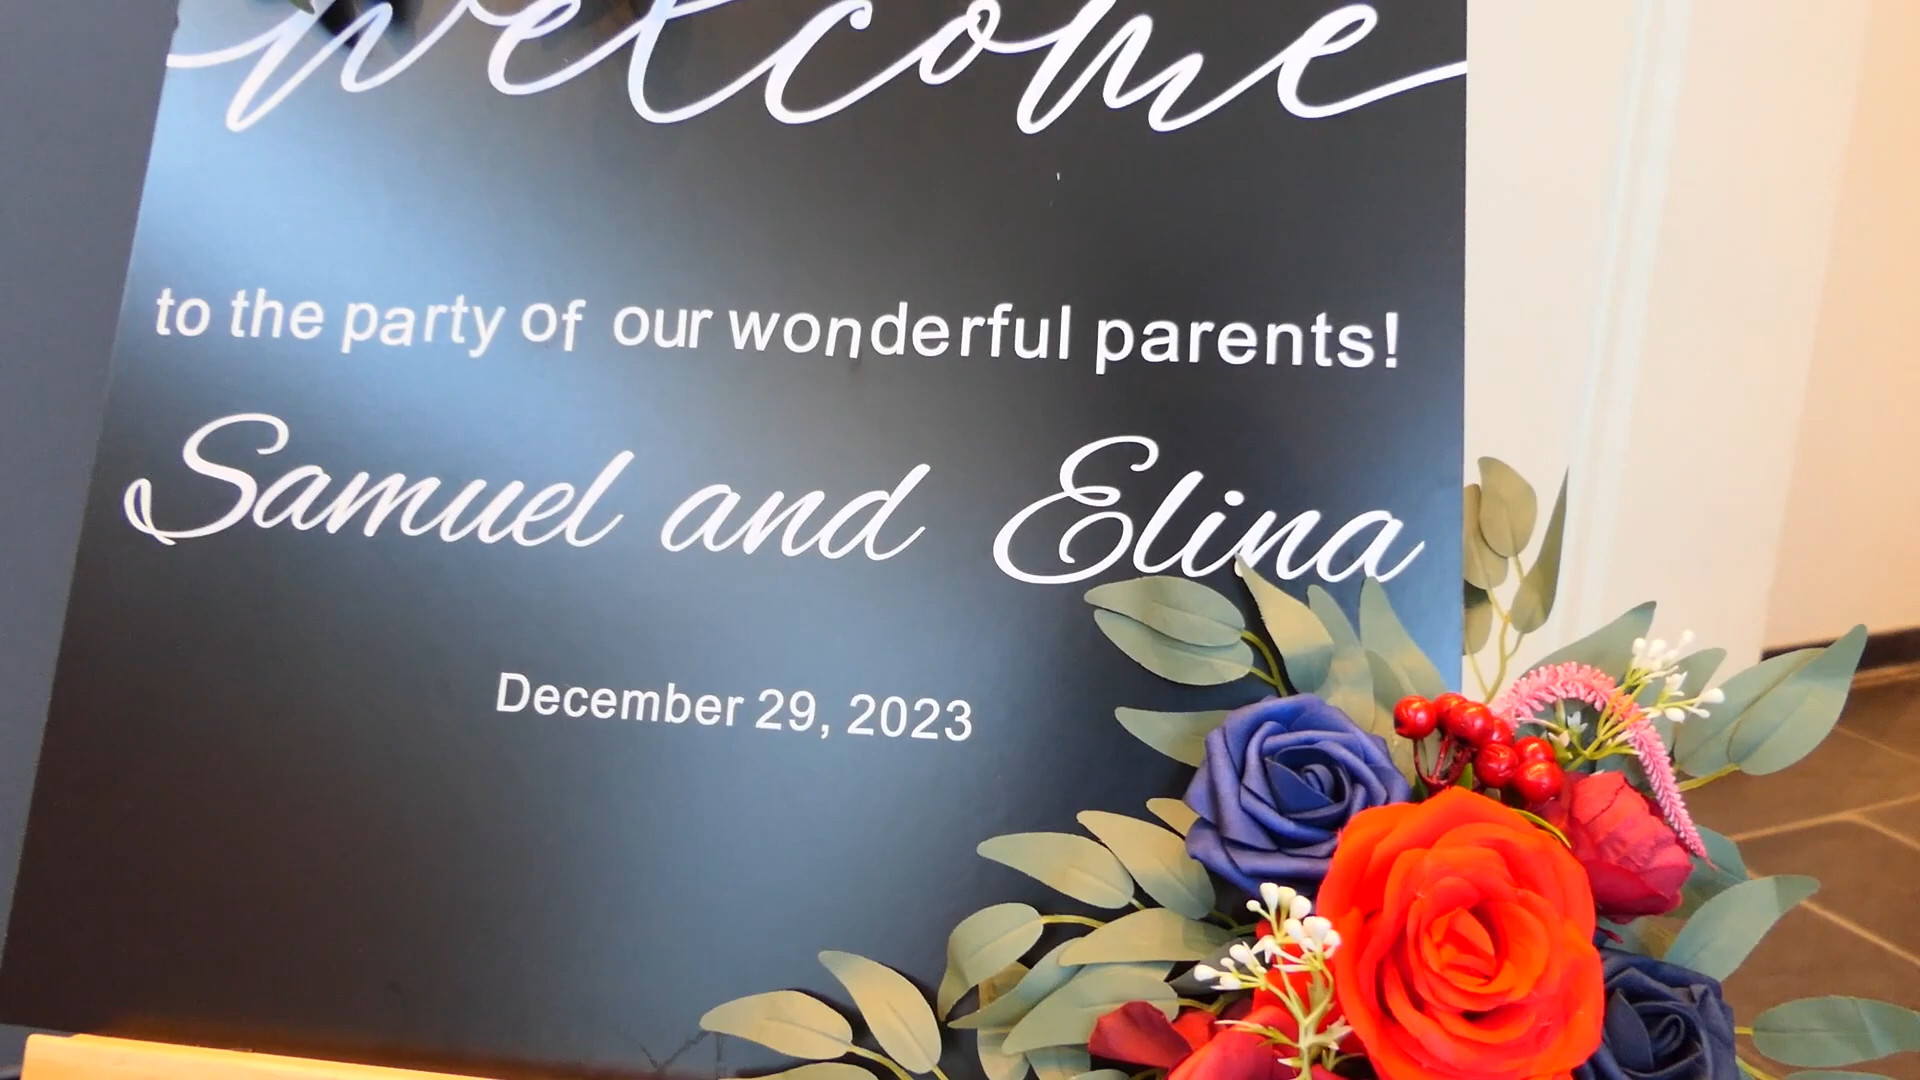 welcome
to the party of our wonderful parents!
Samuel and Elina
December 29, 2023